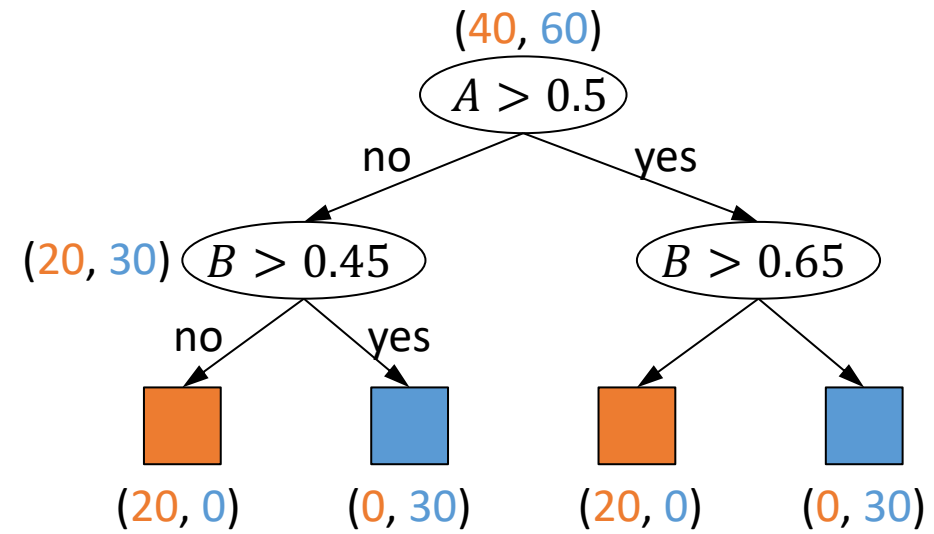 (40, 60)
A > 0.5
no
yes
(20, 30)
B > 0.45
B > 0.65
no
yes
(20, 0)
(0, 30)
(20, 0)
(0, 30)